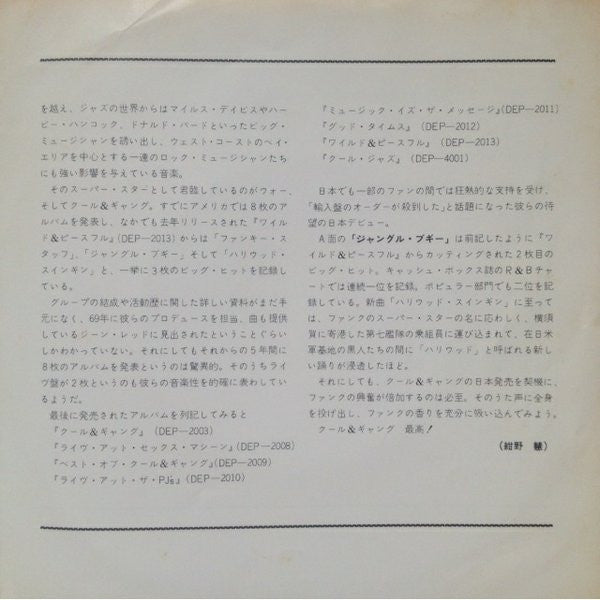 を越え、ジャズの世界からはマイルス・デイビスやハー
ビー・ハンコック、ドナルド・バードといったビッグ・
ミュージシャンを誘い出し、ウェスト・コーストのベイ・
エリアを中心とする一連のロック・ミュージシャンたち
にも強い影響を与えている音楽。
そのスーパー・スターとして君臨しているのがウォー、
そしてクール&ギャング。すでにアメリカでは8枚のア
ルバムを発表し、なかでも去年リリースされた『ワイル
ド&ピースフル』(DEP—2013)からは「ファンキー・ス
タッフ」、「ジャングル・ブギー」そして「ハリウッド・
スインギン」と、一挙に3枚のビッグ・ヒットを記録し
ている。
グループの結成や活動歴に関した詳しい資料がまだ手
元になく、69年に彼らのプロデュースを担当、曲も提供
しているジーン・レッドに見出されたということぐらい
しかわかっていない。それにしてもそれからの5年間に
8枚のアルバムを発表というのは驚異的。そのうちライ
ヴ盤が2枚というのも彼らの音楽性を的確に表わしてい
るようだ。
最後に発売されたアルバムを列記してみると
『クール&ギャング』(DEP—2003)
『ライヴ・アット・セックス・マシーン』(DEP—2008)
『ベスト・オブ・クール&ギャング』(DEP—2009)
『ライヴ・アット・ザ・PJ's』(DEP—2010)
『ミュージック・イズ・ザ・メッセージ』(DEP—2011)
『グッド・タイムス』(DEP—2012)
『ワイルド&ピースフル』(DEP—2013)
『クール・ジャズ』(DEP—4001)
日本でも一部のファンの間では狂熱的な支持を受け、
「輸入盤のオーダーが殺到した」と話題になった彼らの待
望の日本デビュー。
A面の「ジャングル・ブギー」は前記したように『ワ
イルド&ピースフル』からカッティングされた2枚目の
ビッグ・ヒット。キャッシュ・ボックス誌のR&Bチャ
ートでは連続一位を記録。ポピュラー部門でも二位を記
録している。新曲「ハリウッド・スインギン」に至って
は、ファンクのスーパー・スターの名に応わしく、横須
賀に寄港した第七艦隊の乗組員に運び込まれて、在日米
軍基地の黒人たちの間に「ハリウッド」と呼ばれる新し
い踊りが浸透したほど。
それにしても、クール&ギャングの日本発売を契機に、
ファンクの興奮が倍加するのは必至。そのうた声に全身
を投げ出し、ファンクの香りを充分に吸い込んでみよう。
クール&ギャング 最高!
(紺野 慧)